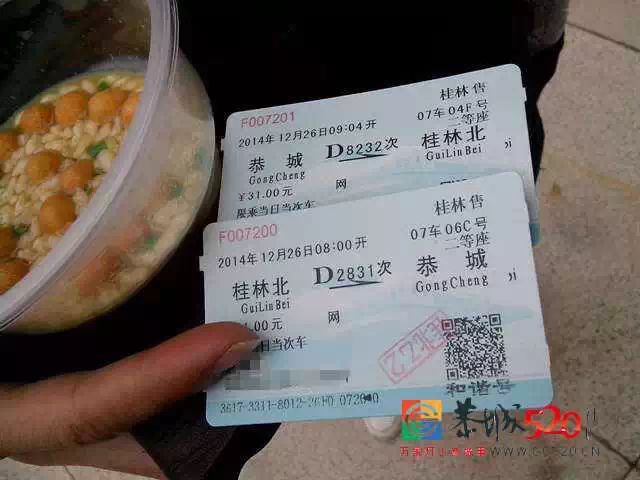 F007201
桂林 售
2014年12月26日09:04开
07车 04F号
二等座
恭城
D8232次
桂林北
GongCheng
GuiLinBei
￥31.00元
网
限乘当日当次车
F007200
桂林 售
2014年12月26日08:00开
07车 06C号
二等座
桂林北
D2831次
恭城
GuiLinBei
GongCheng
.00元
网
当日当次车
和谐号
恭城520
WWW.GC520.CN